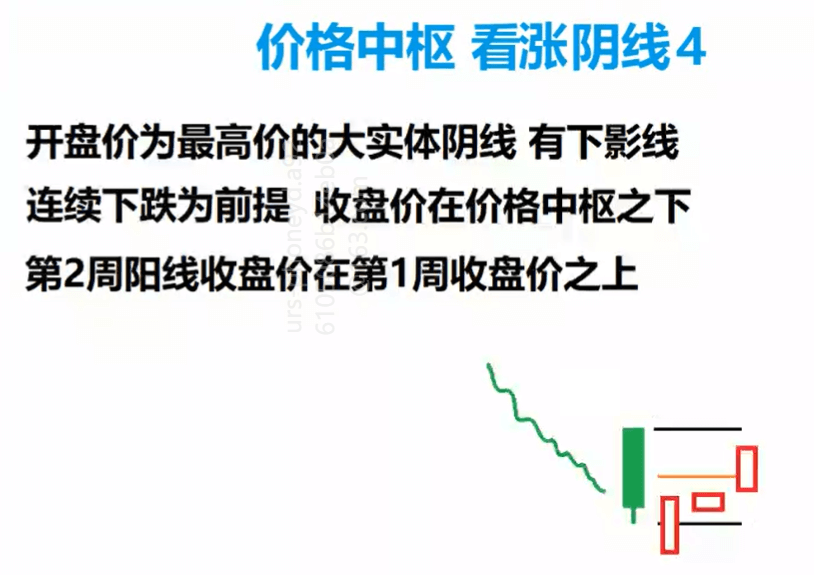 价格中枢 看涨阴线4
开盘价为最高价的大实体阴线 有下影线
连续下跌为前提 收盘价在价格中枢之下
第2周阳线收盘价在第1周收盘价之上